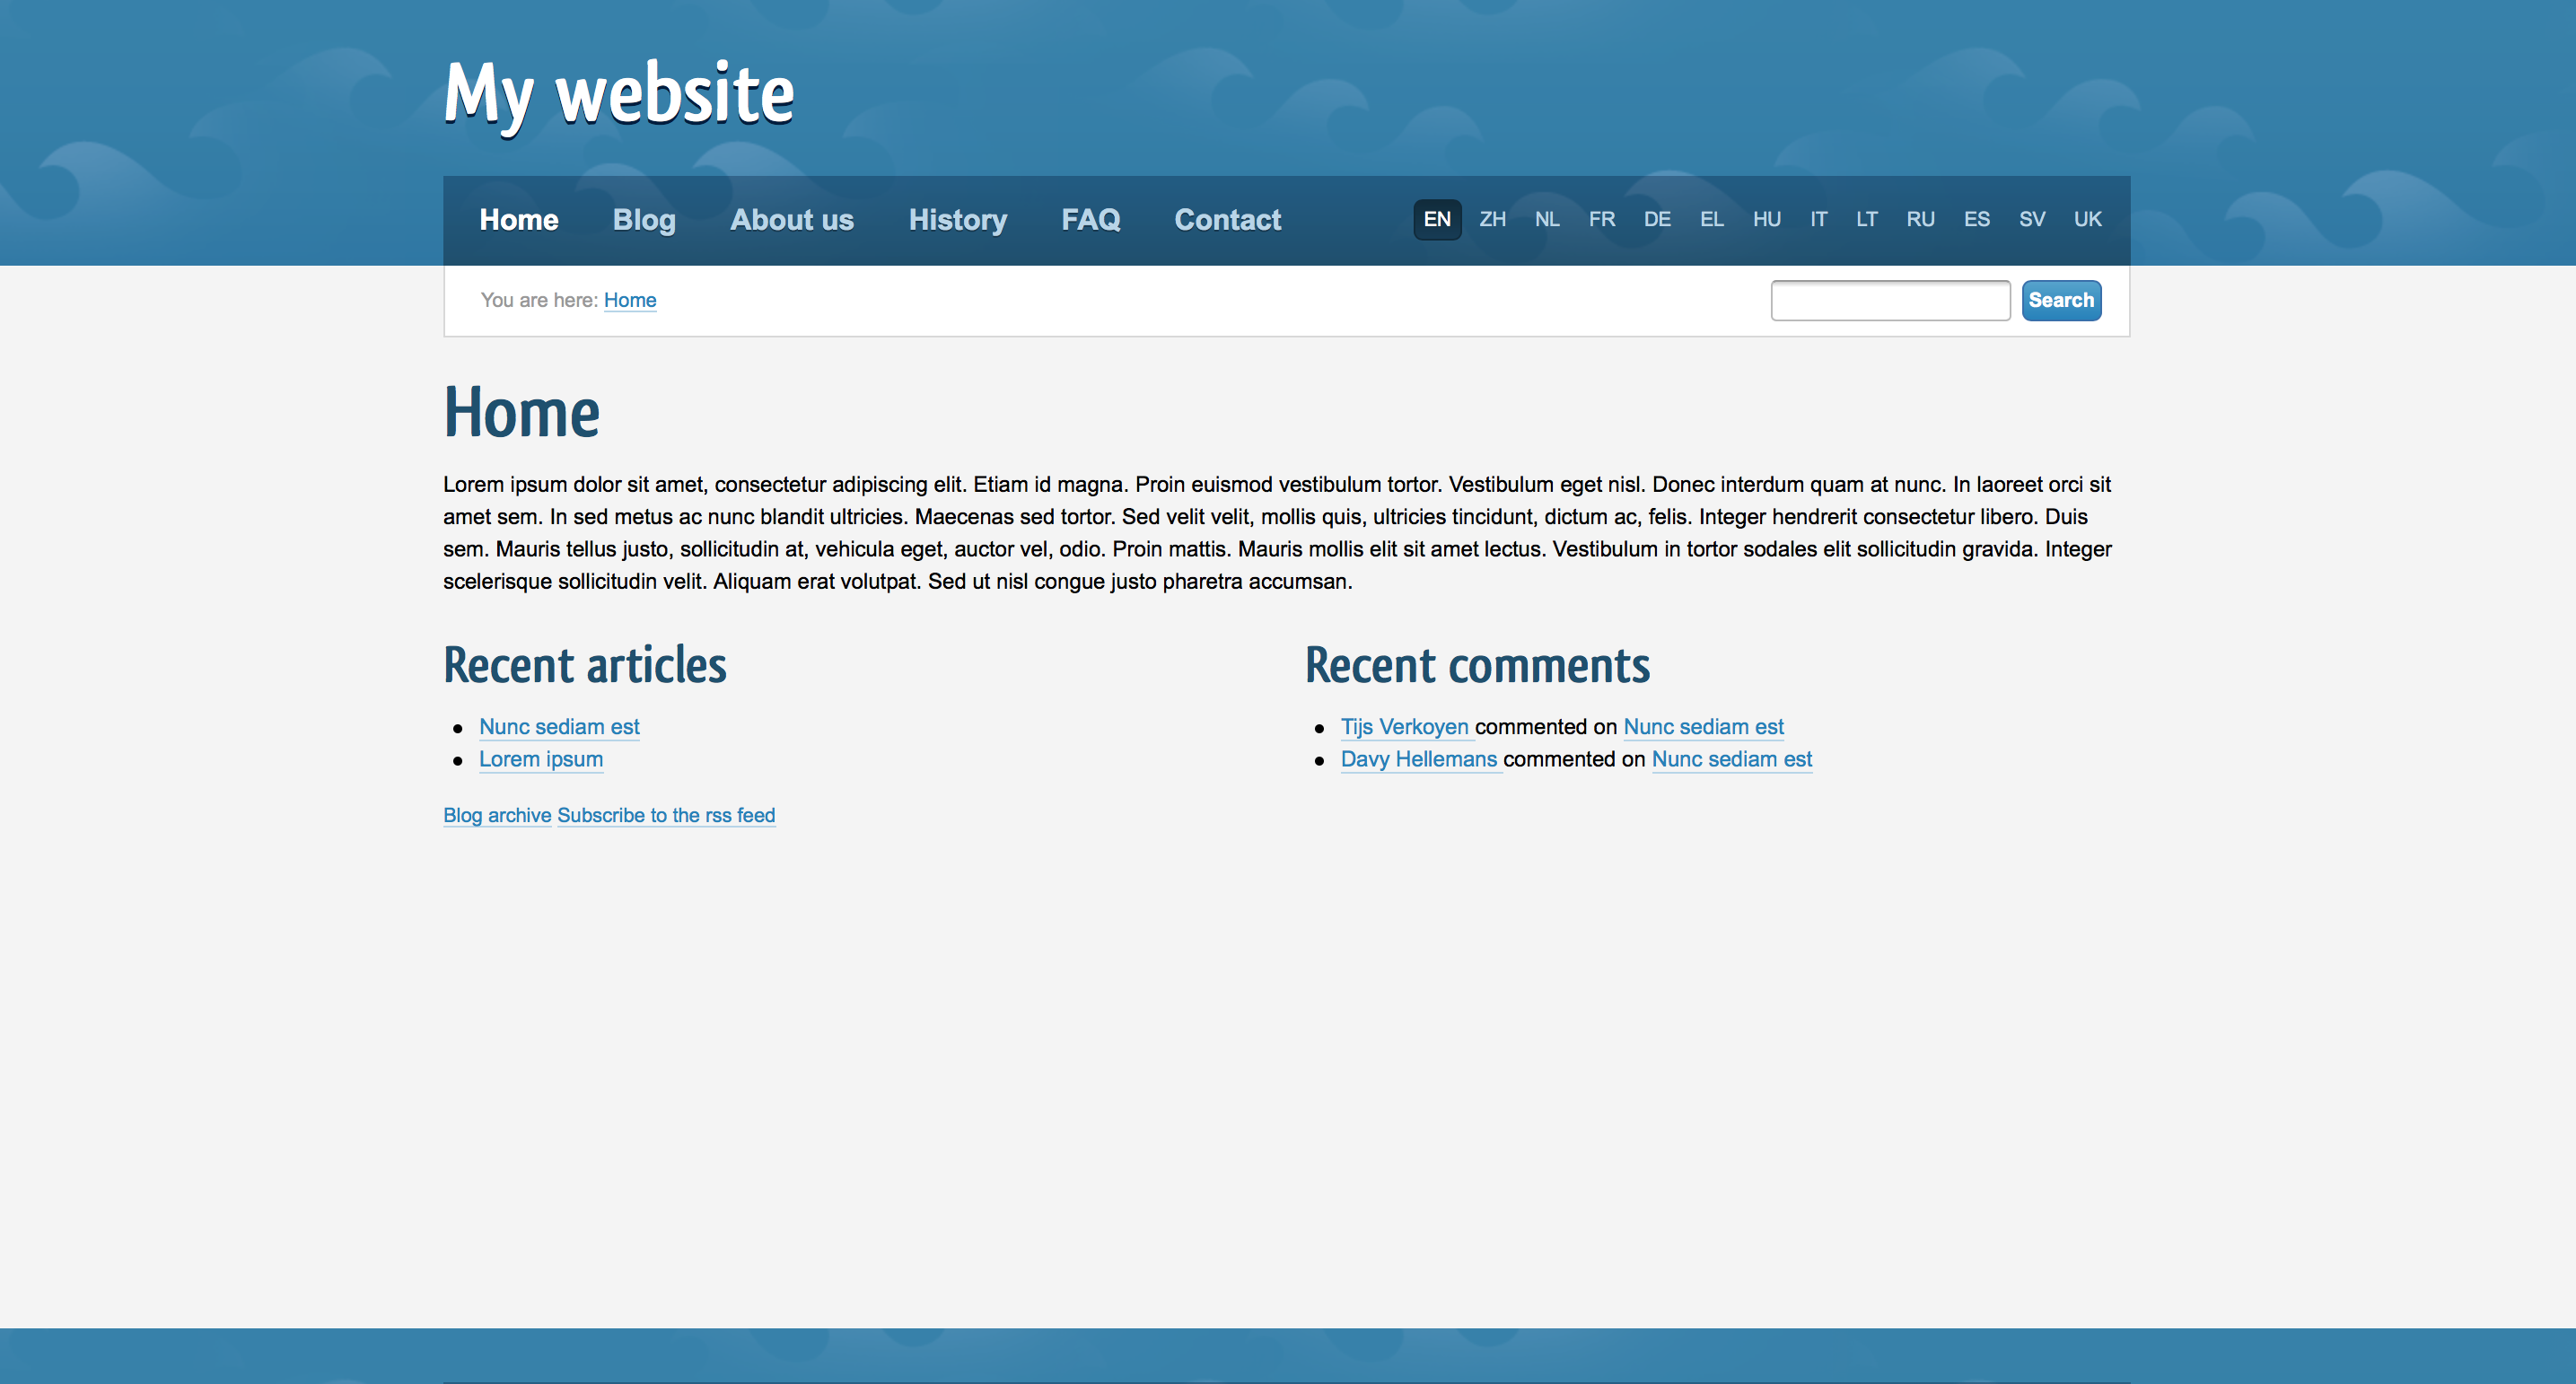 My website
Home Blog About us History FAQ Contact EN ZH NL FR DE EL HU IT LT RU ES SV UK
You are here: Home Search
Home
Lorem ipsum dolor sit amet, consectetur adipiscing elit. Etiam id magna. Proin euismod vestibulum tortor. Vestibulum eget nisl. Donec interdum quam at nunc. In laoreet orci sit
amet sem. In sed metus ac nunc blandit ultricies. Maecenas sed tortor. Sed velit velit, mollis quis, ultricies tincidunt, dictum ac, felis. Integer hendrerit consectetur libero. Duis
sem. Mauris tellus justo, sollicitudin at, vehicula eget, auctor vel, odio. Proin mattis. Mauris mollis elit sit amet lectus. Vestibulum in tortor sodales elit sollicitudin gravida. Integer
scelerisque sollicitudin velit. Aliquam erat volutpat. Sed ut nisl congue justo pharetra accumsan.
Recent articles
Nunc sediam est
Lorem ipsum
Blog archive Subscribe to the rss feed
Recent comments
Tijs Verkoyen commented on Nunc sediam est
Davy Hellemans commented on Nunc sediam est